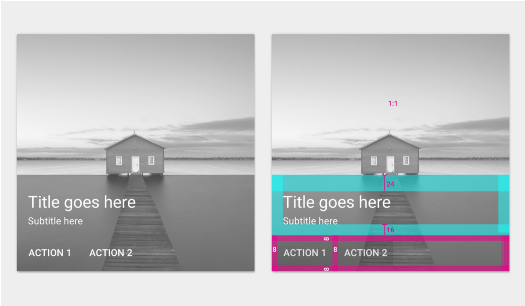 Title goes here
Subtitle here
ACTION 1 ACTION 2
1:1
24
Title goes here
Subtitle here
16
8
8 ACTION 1 8 ACTION 2 8
8